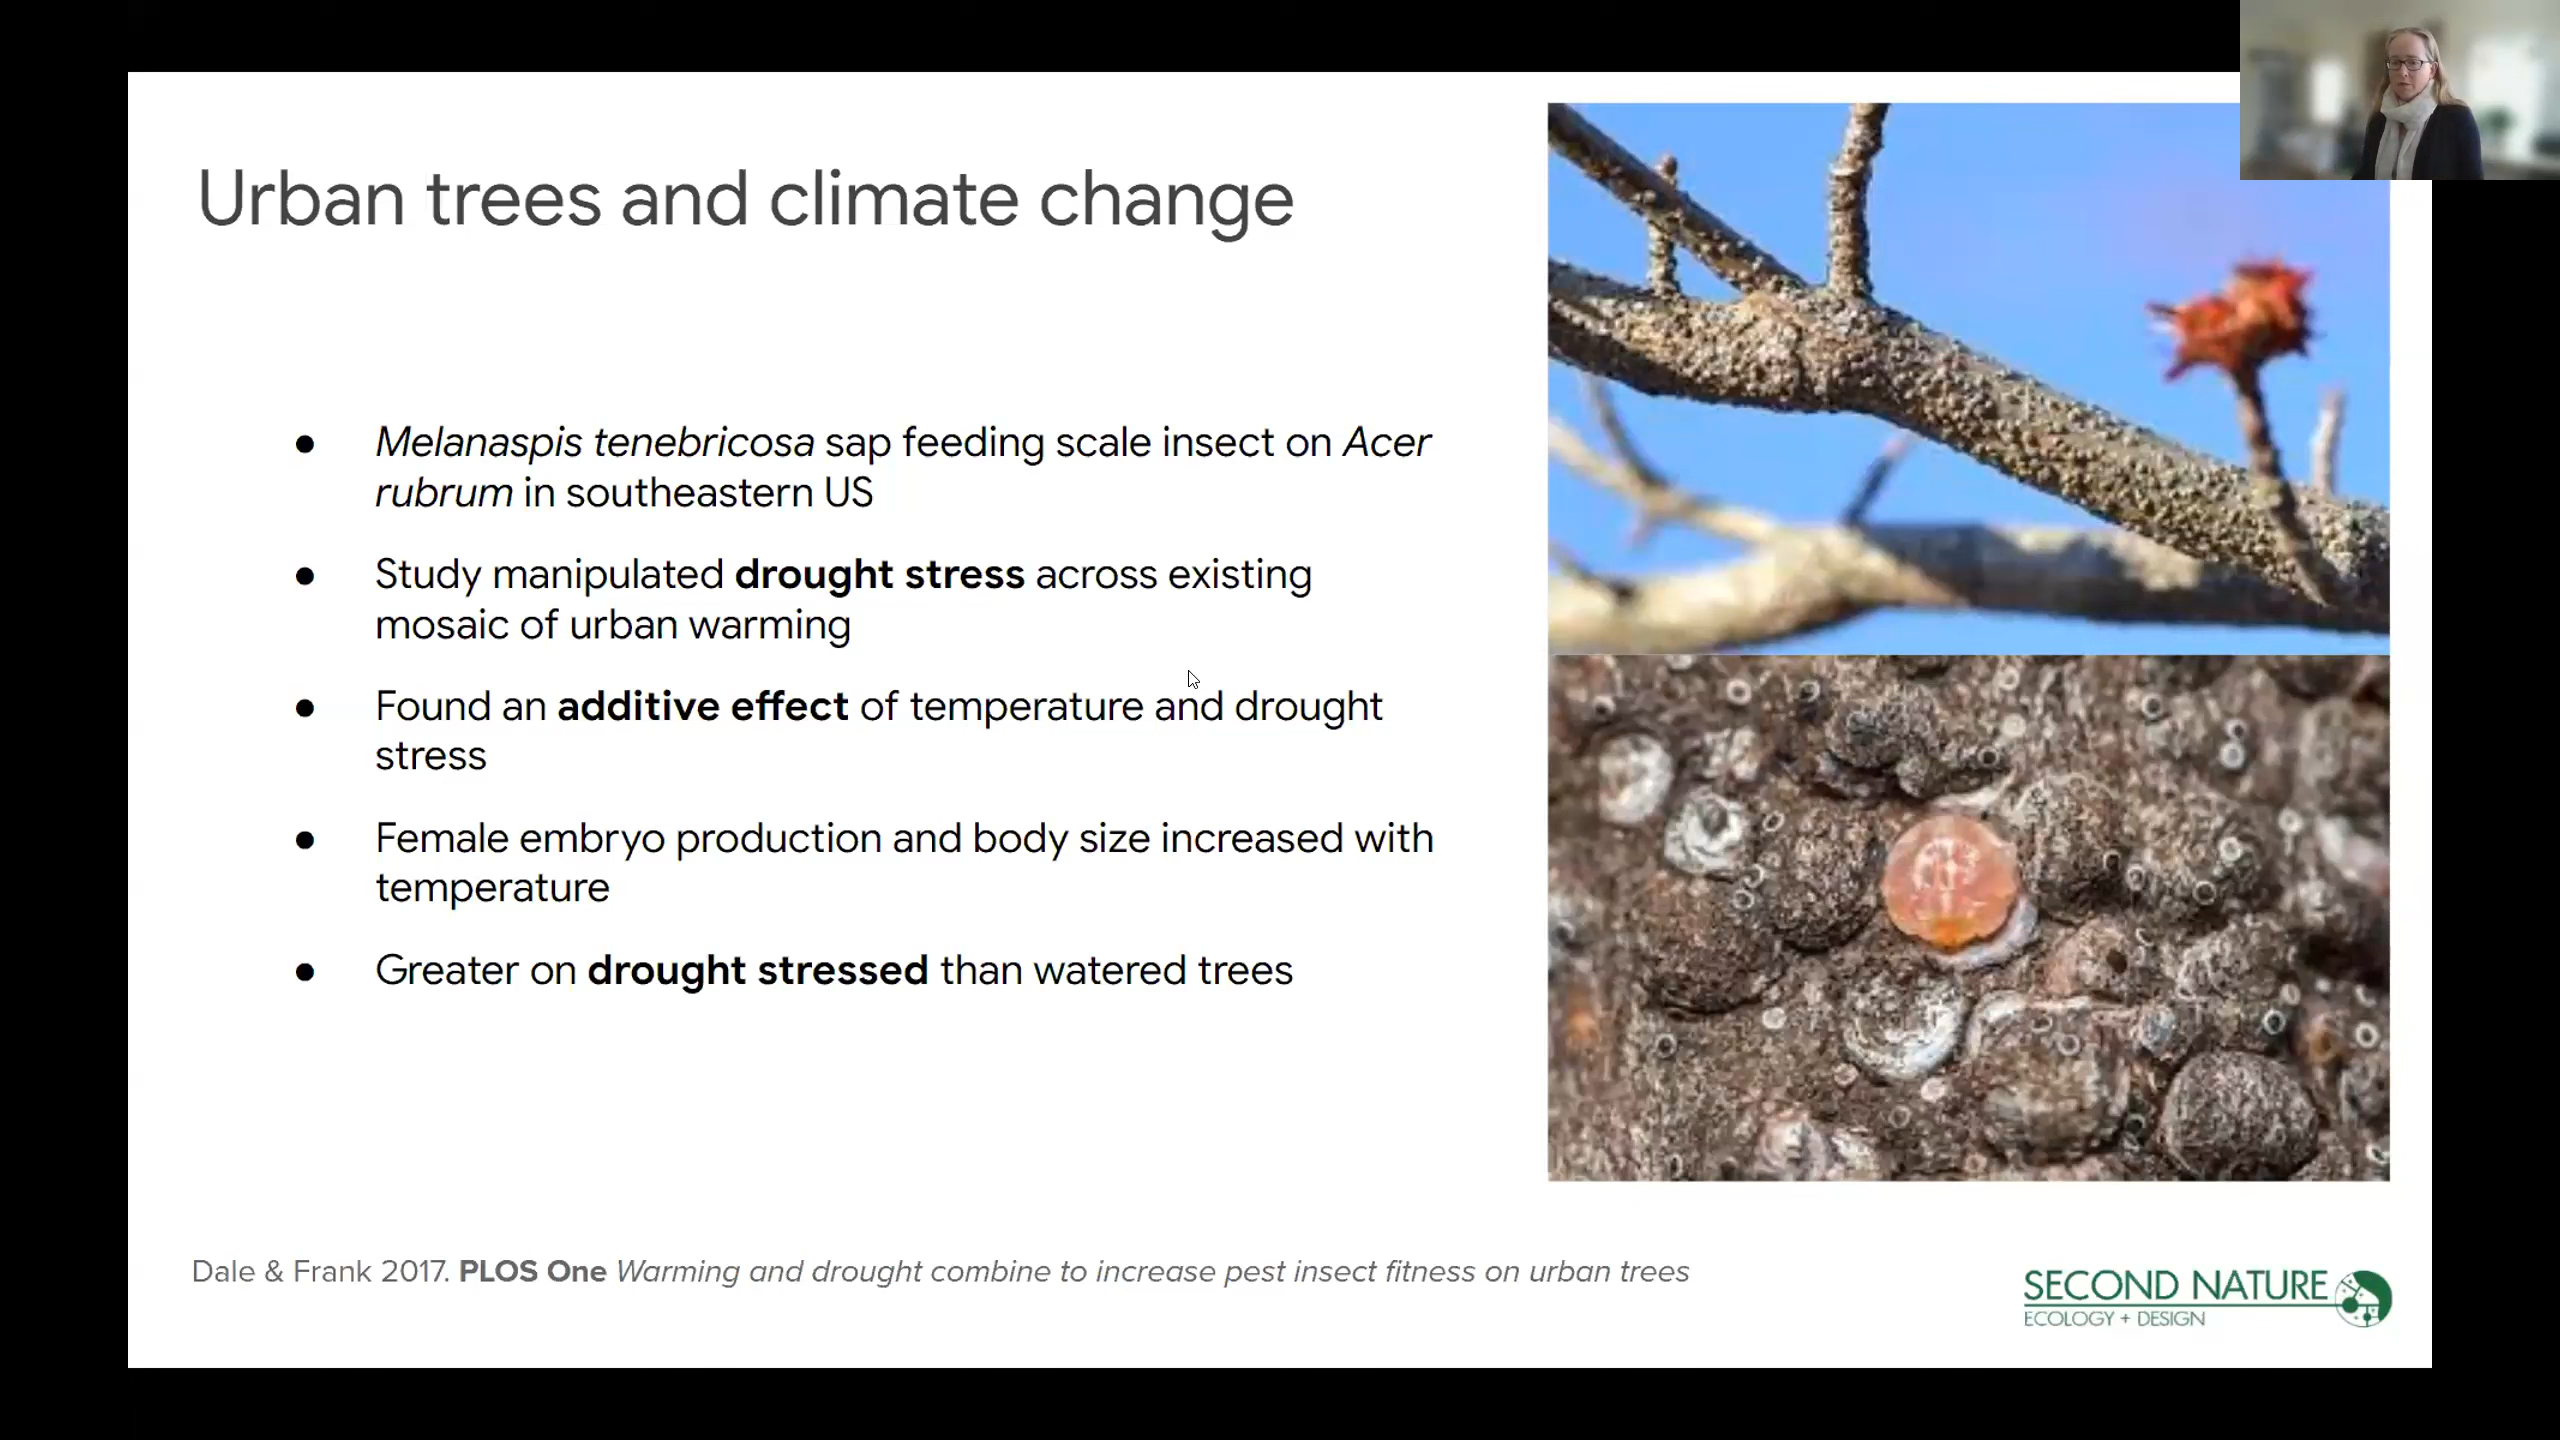 Urban trees and climate change
● Melanaspis tenebricosa sap feeding scale insect on Acer
rubrum in southeastern US
● Study manipulated drought stress across existing
mosaic of urban warming
● Found an additive effect of temperature and drought
stress
● Female embryo production and body size increased with
temperature
● Greater on drought stressed than watered trees
Dale & Frank 2017. PLOS One Warming and drought combine to increase pest insect fitness on urban trees
SECOND NATURE
ECOLOGY + DESIGN